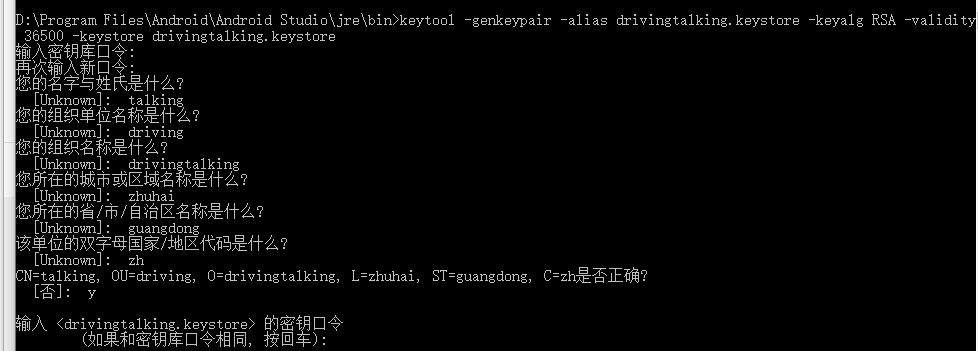 D:\Program Files\Android\Android Studio\jre\bin>keytool -genkeypair -alias drivingtalking.keystore -keyalg RSA -validity
36500 -keystore drivingtalking.keystore
输入密钥库口令:
再次输入新口令:
您的名字与姓氏是什么?
[Unknown]: talking
您的组织单位名称是什么?
[Unknown]: driving
您的组织名称是什么?
[Unknown]: drivingtalking
您所在的城市或区域名称是什么?
[Unknown]: zhuhai
您所在的省/市/自治区名称是什么?
[Unknown]: guangdong
该单位的双字母国家/地区代码是什么?
[Unknown]: zh
CN=talking, OU=driving, O=drivingtalking, L=zhuhai, ST=guangdong, C=zh是否正确?
[否]: y
输入 <drivingtalking.keystore> 的密钥口令
(如果和密钥库口令相同, 按回车):